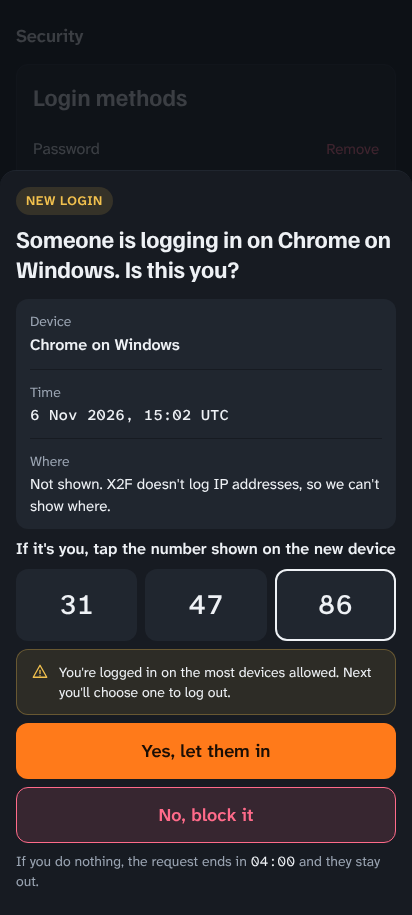 Security
Login methods
Password
Remove
NEW LOGIN
Someone is logging in on Chrome on
Windows. Is this you?
Device
Chrome on Windows
Time
6 Nov 2026, 15:02 UTC
Where
Not shown. X2F doesn't log IP addresses, so we can't
show where.
If it's you, tap the number shown on the new device
31
47
86
You're logged in on the most devices allowed. Next
you'll choose one to log out.
Yes, let them in
No, block it
If you do nothing, the request ends in 04:00 and they stay
out.